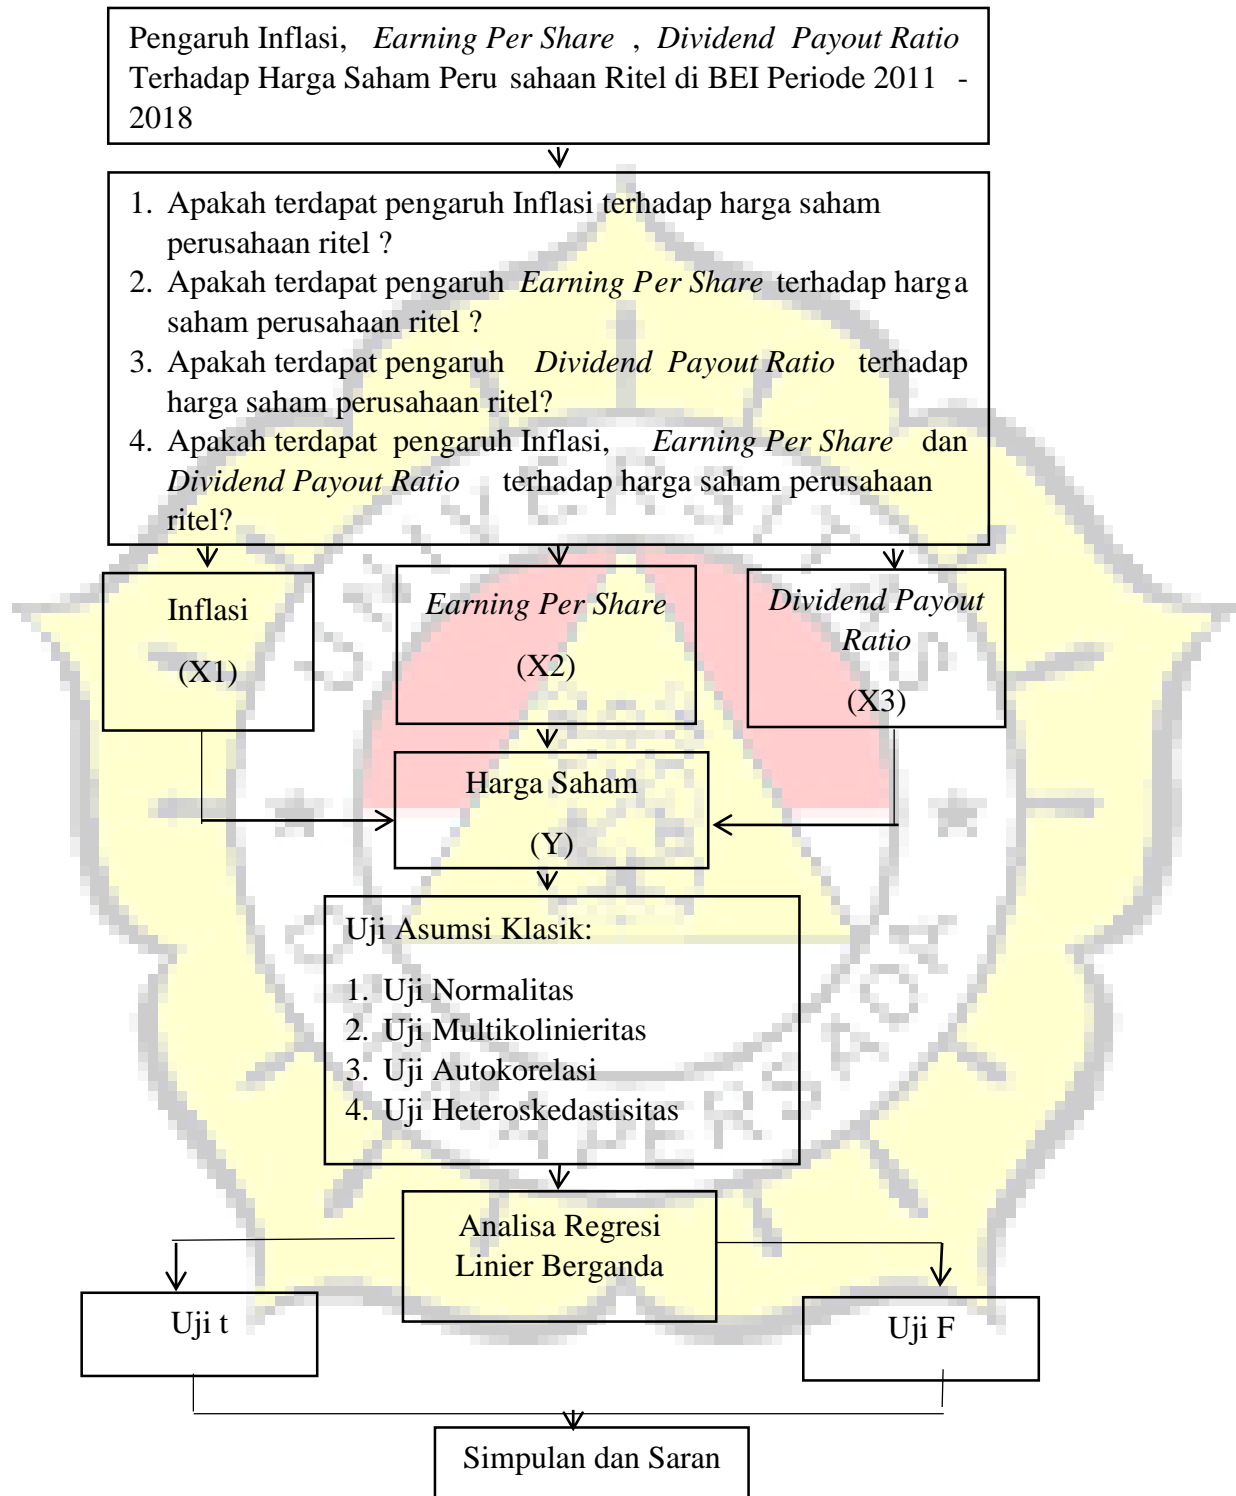 Pengaruh Inflasi, Earning Per Share , Dividend Payout Ratio
Terhadap Harga Saham Peru sahaan Ritel di BEI Periode 2011 -
2018
1. Apakah terdapat pengaruh Inflasi terhadap harga saham
perusahaan ritel ?
2. Apakah terdapat pengaruh Earning Per Share terhadap harga
saham perusahaan ritel ?
3. Apakah terdapat pengaruh Dividend Payout Ratio terhadap
harga saham perusahaan ritel?
4. Apakah terdapat pengaruh Inflasi, Earning Per Share dan
Dividend Payout Ratio terhadap harga saham perusahaan
ritel?
Inflasi
(X1)
Earning Per Share
(X2)
Dividend Payout
Ratio
(X3)
Harga Saham
(Y)
Uji Asumsi Klasik:
1. Uji Normalitas
2. Uji Multikolinieritas
3. Uji Autokorelasi
4. Uji Heteroskedastisitas
Analisa Regresi
Linier Berganda
Uji t
Uji F
Simpulan dan Saran